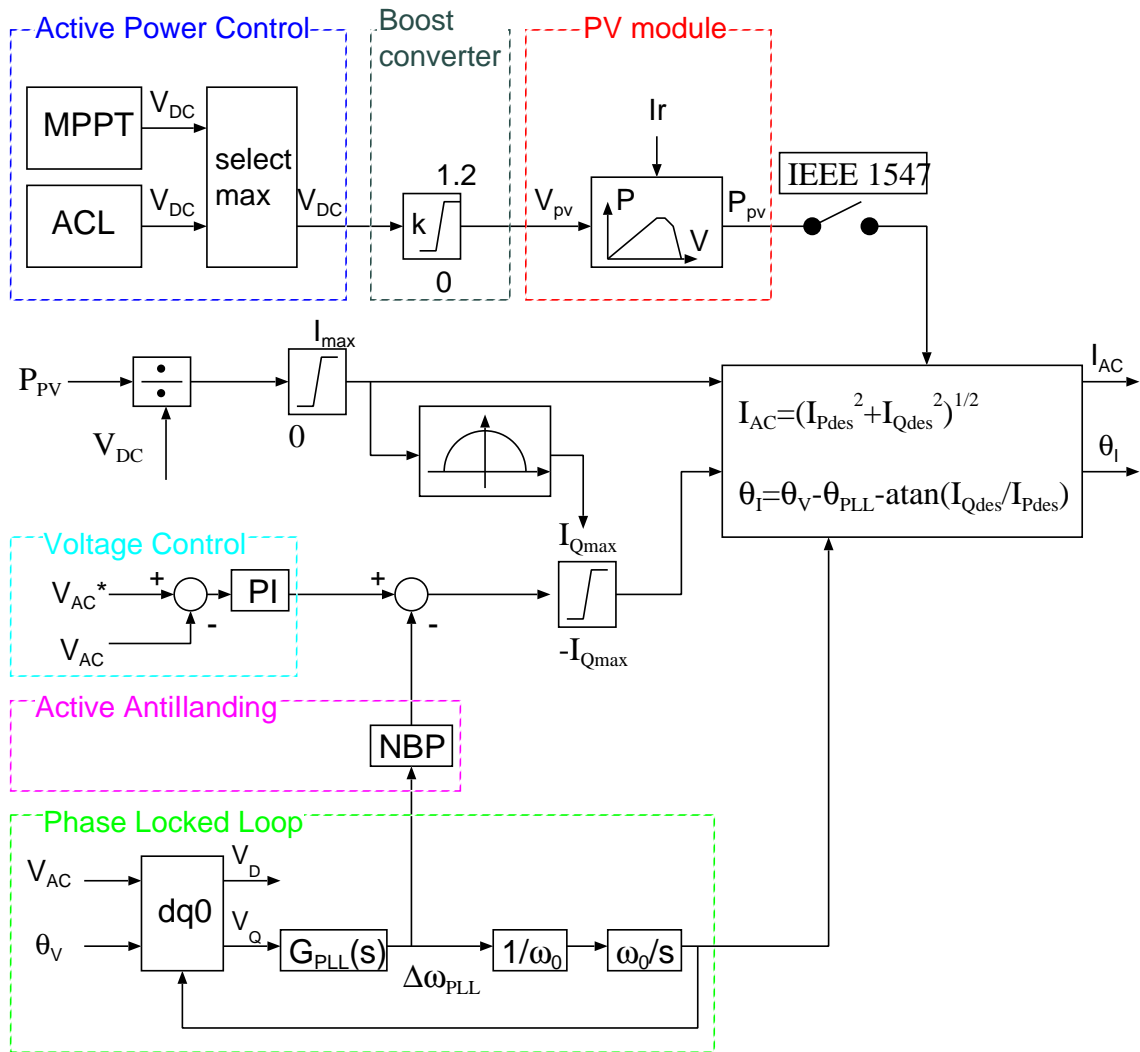 Active Power Control
Boost
converter
PV module
MPPT
V_DC
select
max
ACL
V_DC
V_DC
1.2
k
0
V_pv
Ir
P
V
P_pv
IEEE 1547
P_PV
V_DC
I_max
0
I_AC=(I_Pdes^2+I_Qdes^2)^1/2
θ_I=θ_V-θ_PLL-atan(I_Qdes/I_Pdes)
I_AC
θ_I
Voltage Control
V_AC*
+
-
V_AC
PI
+
-
I_Qmax
-I_Qmax
Active AntiIlanding
NBP
Phase Locked Loop
V_AC
θ_V
dq0
V_D
V_Q
G_PLL(s)
Δω_PLL
1/ω_0
ω_0/s